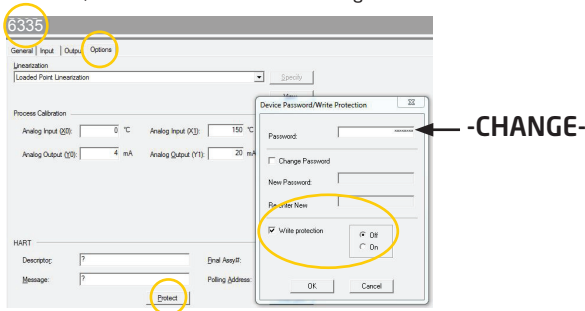 6335
General Input Output Options
Linearization
Loaded Point Linearization
Specify
Process Calibration
Analog Input (X0): 0 °C Analog Input (X1): 150 °C
Analog Output (Y0): 4 mA Analog Output (Y1): 20 mA
HART
Descriptor: ? Final Assy#:
Message: ? Polling Address:
Protect
Device Password/Write Protection
Password: ********
-CHANGE-
Change Password
New Password:
Re-Enter New
Write protection
Off
On
OK Cancel